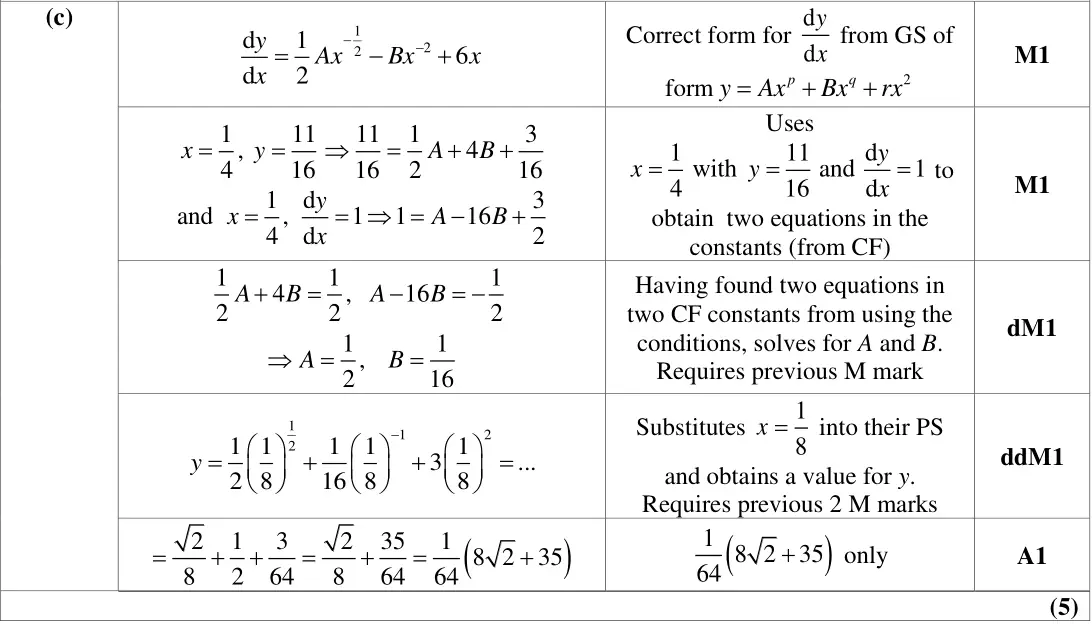 (c)
dy/dx = 1/2 Ax^(-1/2) − Bx^(−2) + 6x
Correct form for dy/dx from GS of
form y = Ax^p + Bx^q + rx^2
M1
x = 1/4, y = 11/16 ⇒ 11/16 = 1/2 A + 4B + 3/16
and x = 1/4, dy/dx = 1 ⇒ 1 = A − 16B + 3/2
Uses
x = 1/4 with y = 11/16 and dy/dx = 1 to
obtain two equations in the
constants (from CF)
M1
1/2 A + 4B = 1/2, A − 16B = − 1/2
⇒ A = 1/2, B = 1/16
Having found two equations in
two CF constants from using the
conditions, solves for A and B.
Requires previous M mark
dM1
y = 1/2 (1/8)^(1/2) + 1/16 (1/8)^(−1) + 3(1/8)^2 = ...
Substitutes x = 1/8 into their PS
and obtains a value for y.
Requires previous 2 M marks
ddM1
= √2/8 + 1/2 + 3/64 = √2/8 + 35/64 = 1/64 (8√2 + 35)
1/64 (8√2 + 35) only
A1
(5)